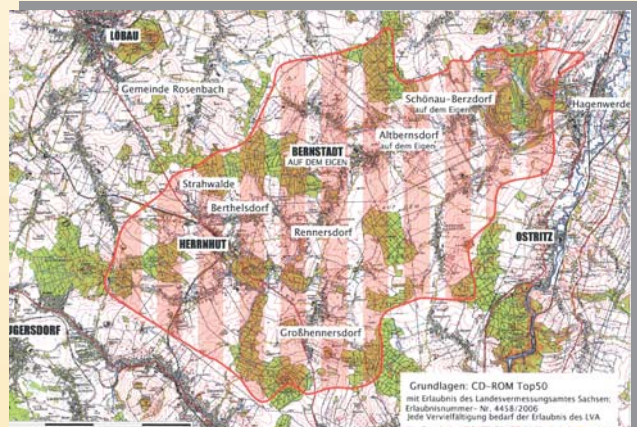 LÖBAU
Gemeinde Rosenbach
Schönau-Berzdorf
auf dem Eigen
Hagenwerde
BERNSTADT
AUF DEM EIGEN
Altbernsdorf
auf dem Eigen
Strahwalde
Berthelsdorf
HERRNHUT
Rennersdorf
OSTRITZ
UGERSDORF
Großhennersdorf
Grundlagen: CD-ROM Top50
mit Erlaubnis des Landesvermessungsamtes Sachsen;
Erlaubnisnummer- Nr. 4458/2006
Jede Vervielfältigung bedarf der Erlaubnis des LVA